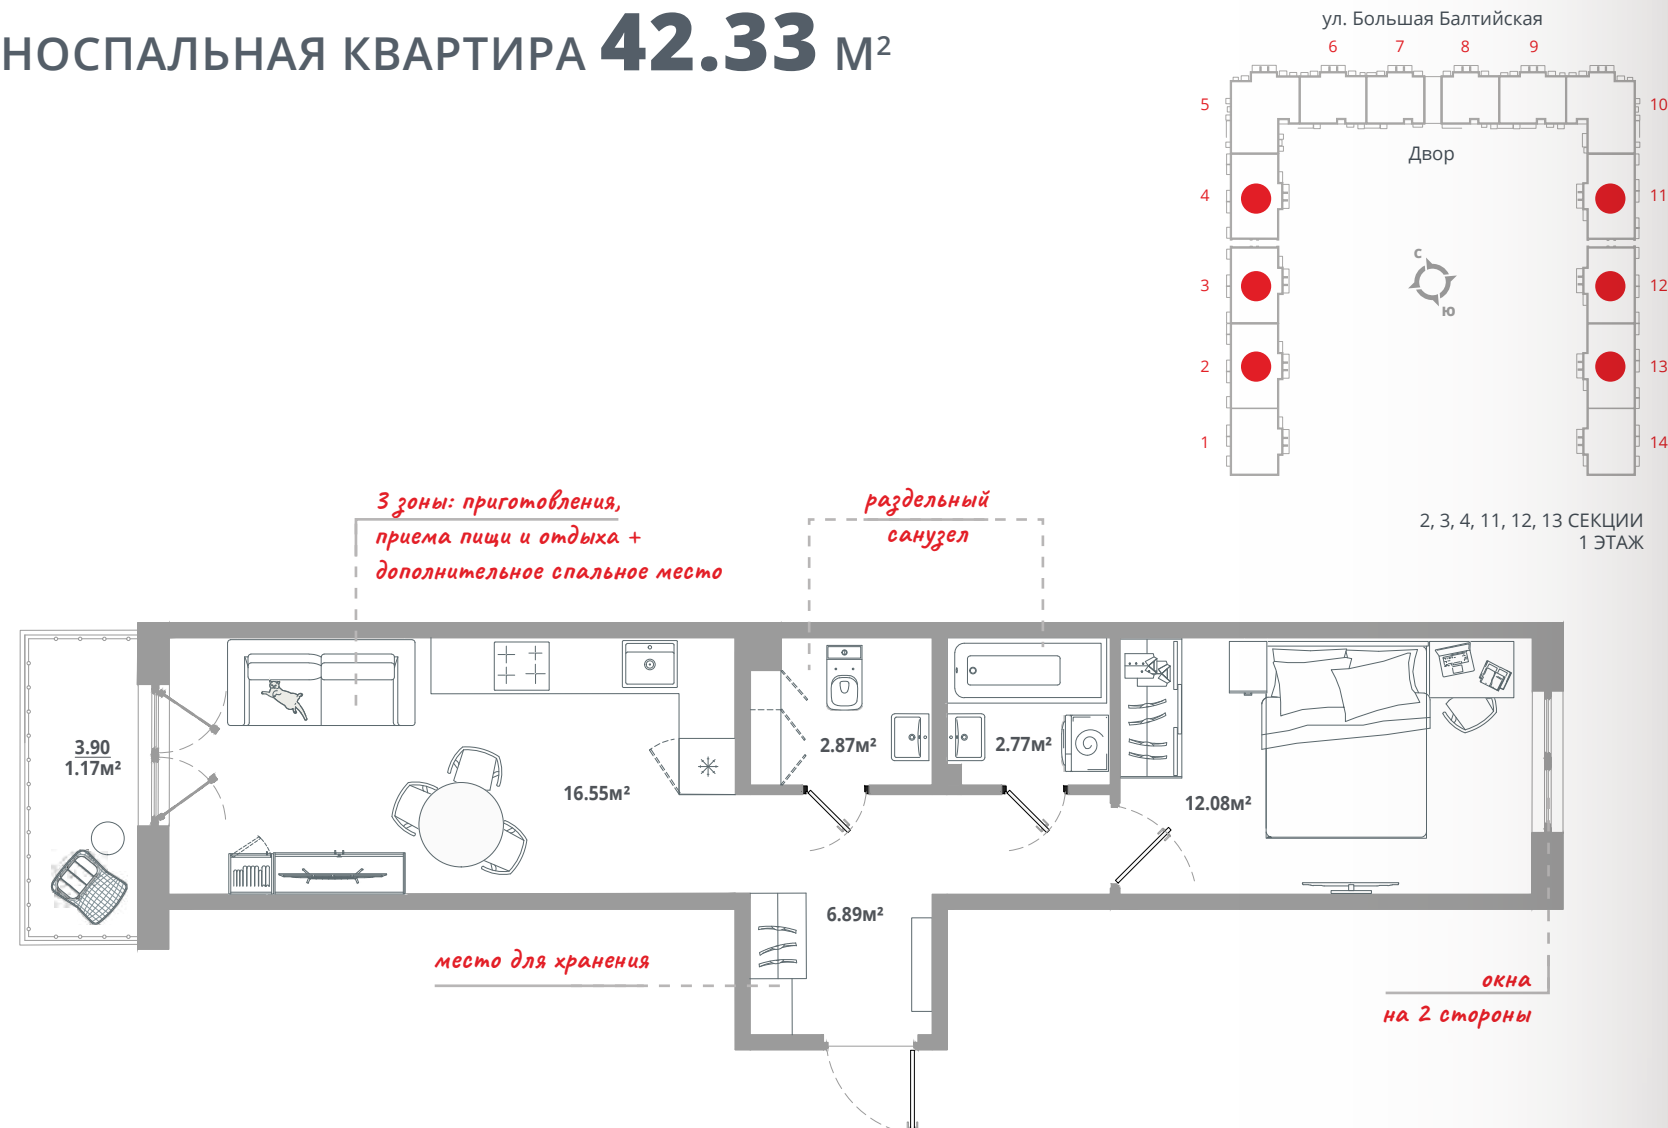 НОСПАЛЬНАЯ КВАРТИРА 42.33 М²
ул. Большая Балтийская
6 7 8 9
5 10
Двор
4 11
с
3 12
ю
2 13
1 14
2, 3, 4, 11, 12, 13 СЕКЦИИ
1 ЭТАЖ
3 зоны: приготовления,
приема пищи и отдыха +
дополнительное спальное место
раздельный
санузел
3.90
1.17м²
16.55м²
2.87м²
2.77м²
12.08м²
6.89м²
место для хранения
окна
на 2 стороны